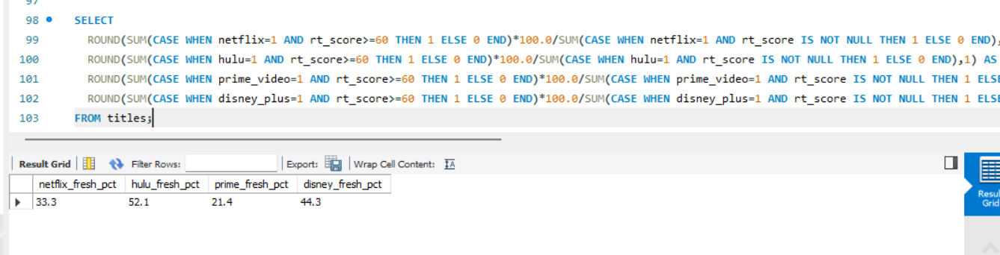 97
98 SELECT
99 ROUND(SUM(CASE WHEN netflix=1 AND rt_score>=60 THEN 1 ELSE 0 END)*100.0/SUM(CASE WHEN netflix=1 AND rt_score IS NOT NULL THEN 1 ELSE 0 END),
100 ROUND(SUM(CASE WHEN hulu=1 AND rt_score>=60 THEN 1 ELSE 0 END)*100.0/SUM(CASE WHEN hulu=1 AND rt_score IS NOT NULL THEN 1 ELSE 0 END),1) AS
101 ROUND(SUM(CASE WHEN prime_video=1 AND rt_score>=60 THEN 1 ELSE 0 END)*100.0/SUM(CASE WHEN prime_video=1 AND rt_score IS NOT NULL THEN 1 ELSE
102 ROUND(SUM(CASE WHEN disney_plus=1 AND rt_score>=60 THEN 1 ELSE 0 END)*100.0/SUM(CASE WHEN disney_plus=1 AND rt_score IS NOT NULL THEN 1 ELSE
103 FROM titles;
Result Grid Filter Rows: Export: Wrap Cell Content:
netflix_fresh_pct hulu_fresh_pct prime_fresh_pct disney_fresh_pct
33.3 52.1 21.4 44.3
Result
Grid